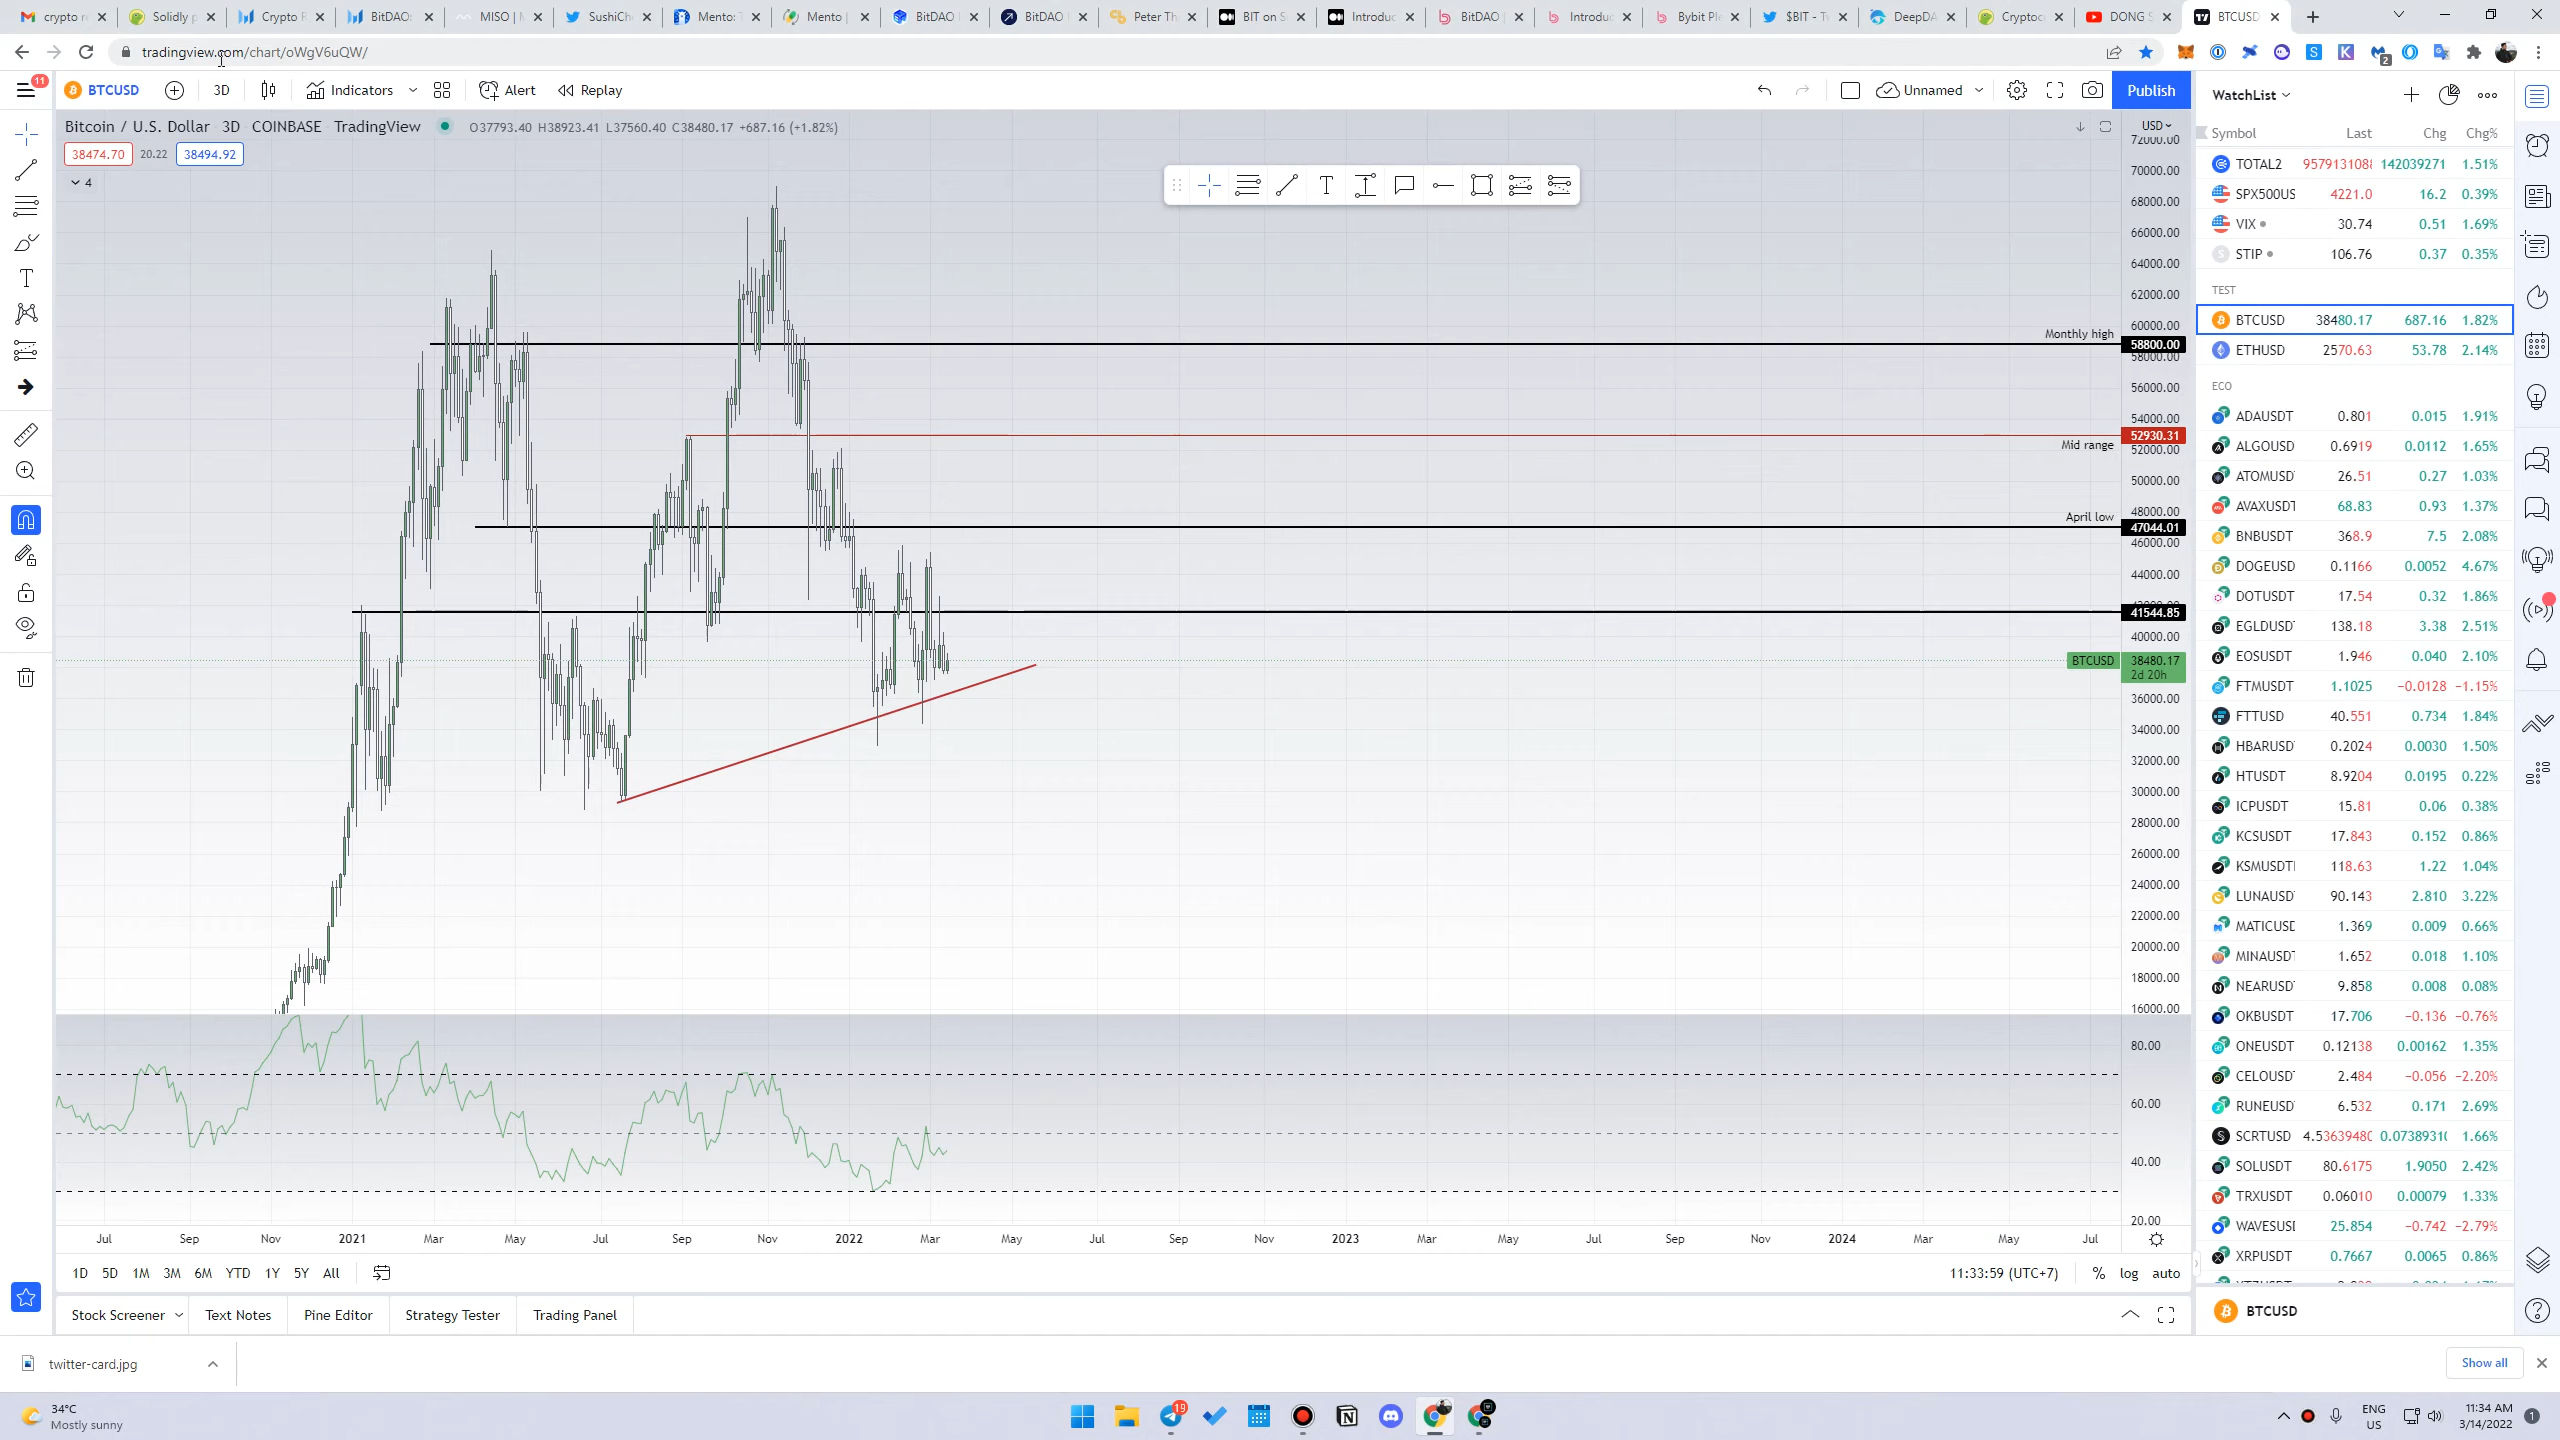 crypto r
Solidly p
Crypto F
BitDAO:
MISO | M
SushiCh
Mento: 
Mento |
BitDAO
BitDAO
Peter Th
BIT on S
Introduc
BitDAO |
Introduc
Bybit Ple
$BIT - T
DeepDA
Cryptoc
DONG S
BTCUSD
tradingview.com/chart/oWgV6uQW/
2
11
BTCUSD
3D
Indicators
Alert
Replay
Unnamed
Publish
WatchList
Bitcoin / U.S. Dollar 3D COINBASE TradingView
O37793.40 H38923.41 L37560.40 C38480.17 +687.16 (+1.82%)
38474.70
20.22
38494.92
4
USD
72000.00
70000.00
68000.00
66000.00
64000.00
62000.00
60000.00
Monthly high
58800.00
58000.00
56000.00
54000.00
52930.31
Mid range
52000.00
50000.00
48000.00
April low
47044.01
46000.00
44000.00
41544.85
40000.00
BTCUSD
38480.17
2d 20h
36000.00
34000.00
32000.00
30000.00
28000.00
26000.00
24000.00
22000.00
20000.00
18000.00
16000.00
80.00
60.00
40.00
20.00
Jul Sep Nov 2021 Mar May Jul Sep Nov 2022 Mar May Jul Sep Nov 2023 Mar May Jul Sep Nov 2024 Mar May Jul
1D 5D 1M 3M 6M YTD 1Y 5Y All
11:33:59 (UTC+7)
% log auto
Stock Screener
Text Notes
Pine Editor
Strategy Tester
Trading Panel
Symbol Last Chg Chg%
TOTAL2 957913108 142039271 1.51%
SPX500US 4221.0 16.2 0.39%
VIX 30.74 0.51 1.69%
STIP 106.76 0.37 0.35%
TEST
BTCUSD 38480.17 687.16 1.82%
ETHUSD 2570.63 53.78 2.14%
ECO
ADAUSDT 0.801 0.015 1.91%
ALGOUSD 0.6919 0.0112 1.65%
ATOMUSD 26.51 0.27 1.03%
AVAXUSDT 68.83 0.93 1.37%
BNBUSDT 368.9 7.5 2.08%
DOGEUSD 0.1166 0.0052 4.67%
DOTUSDT 17.54 0.32 1.86%
EGLDUSD 138.18 3.38 2.51%
EOSUSDT 1.946 0.040 2.10%
FTMUSDT 1.1025 −0.0128 −1.15%
FTTUSD 40.551 0.734 1.84%
HBARUSD 0.2024 0.0030 1.50%
HTUSDT 8.9204 0.0195 0.22%
ICPUSDT 15.81 0.06 0.38%
KCSUSDT 17.843 0.152 0.86%
KSMUSDT 118.63 1.22 1.04%
LUNAUSD 90.143 2.810 3.22%
MATICUSD 1.369 0.009 0.66%
MINAUSDT 1.652 0.018 1.10%
NEARUSD 9.858 0.008 0.08%
OKBUSDT 17.706 −0.136 −0.76%
ONEUSDT 0.12138 0.00162 1.35%
CELOUSD 2.484 −0.056 −2.20%
RUNEUSD 6.532 0.171 2.69%
SCRTUSD 4.53639480 0.0738931 1.66%
SOLUSDT 80.6175 1.9050 2.42%
TRXUSDT 0.06010 0.00079 1.33%
WAVESUSD 25.854 −0.742 −2.79%
XRPUSDT 0.7667 0.0065 0.86%
BTCUSD
twitter-card.jpg
Show all
34°C
Mostly sunny
19
ENG
US
11:34 AM
3/14/2022
1